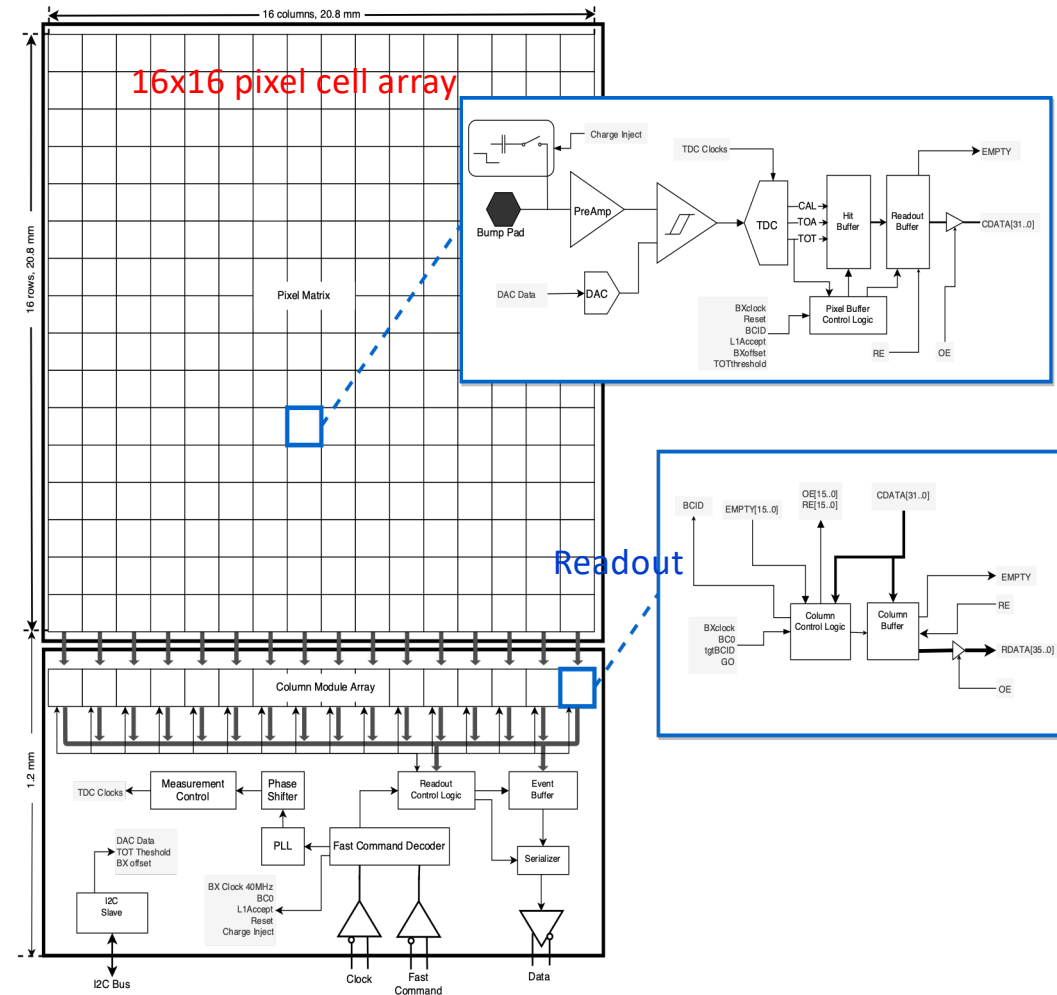 16 columns, 20.8 mm
16x16 pixel cell array
16 rows, 20.8 mm
Pixel Matrix
Charge Inject
TDC Clocks
EMPTY
Bump Pad
PreAmp
TDC
CAL
TOA
TOT
Hit
Buffer
Readout
Buffer
CDATA[31..0]
DAC Data
DAC
BXclock
Reset
BCID
L1Accept
BXoffset
TOTthreshold
Pixel Buffer
Control Logic
RE
OE
Readout
BCID
EMPTY[15..0]
OE[15..0]
RE[15..0]
CDATA[31..0]
BXclock
BC0
tgtBCID
GO
Column
Control Logic
Column
Buffer
EMPTY
RE
RDATA[35..0]
OE
1.2 mm
Column Module Array
TDC Clocks
Measurement
Control
Phase
Shifter
Readout
Control Logic
Event
Buffer
DAC Data
TOT Theshold
BX offset
PLL
Fast Command Decoder
Serializer
I2C
Slave
BX Clock 40MHz
BC0
L1Accept
Reset
Charge Inject
I2C Bus
Clock
Fast
Command
Data